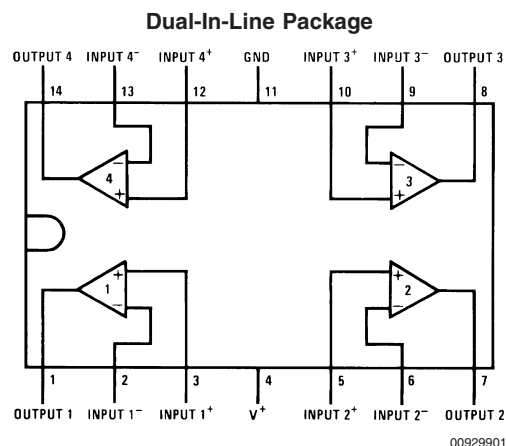 Dual-In-Line Package
OUTPUT 4 INPUT 4⁻ INPUT 4⁺ GND INPUT 3⁺ INPUT 3⁻ OUTPUT 3
14 13 12 11 10 9 8
− −
4 3
+ +
+ +
1 2
− −
1 2 3 4 5 6 7
OUTPUT 1 INPUT 1⁻ INPUT 1⁺ V⁺ INPUT 2⁺ INPUT 2⁻ OUTPUT 2
00929901